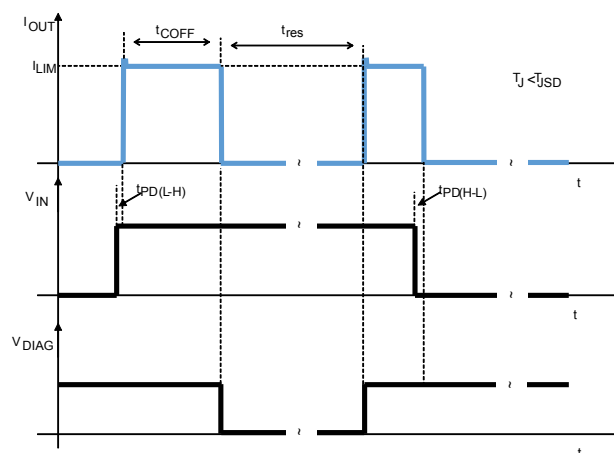 IOUT
tCOFF
tres
ILIM
TJ <TJSD
~
~
t
VIN
tPD(L-H)
tPD(H-L)
~
~
t
VDIAG
~
~
t